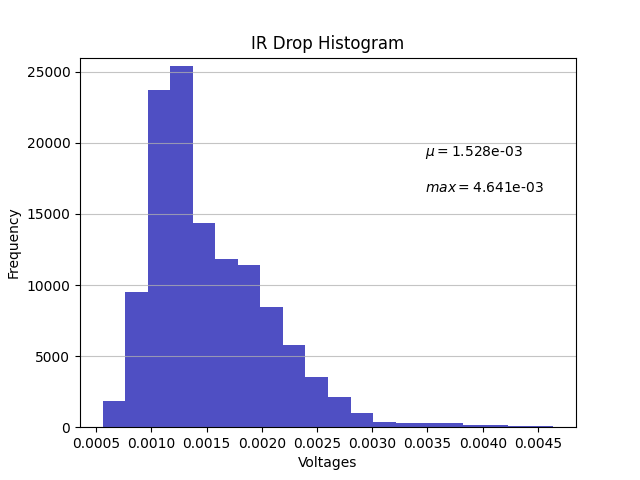 IR Drop Histogram
25000
20000
15000
10000
5000
0
Frequency
μ = 1.528e-03
max = 4.641e-03
0.0005 0.0010 0.0015 0.0020 0.0025 0.0030 0.0035 0.0040 0.0045
Voltages